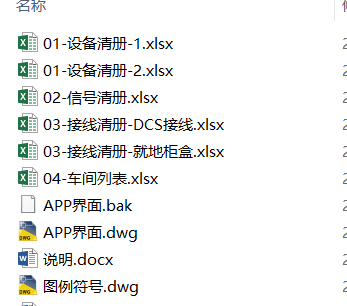 名称
01-设备清册-1.xlsx
01-设备清册-2.xlsx
02-信号清册.xlsx
03-接线清册-DCS接线.xlsx
03-接线清册-就地柜盒.xlsx
04-车间列表.xlsx
APP界面.bak
APP界面.dwg
说明.docx
图例符号.dwg